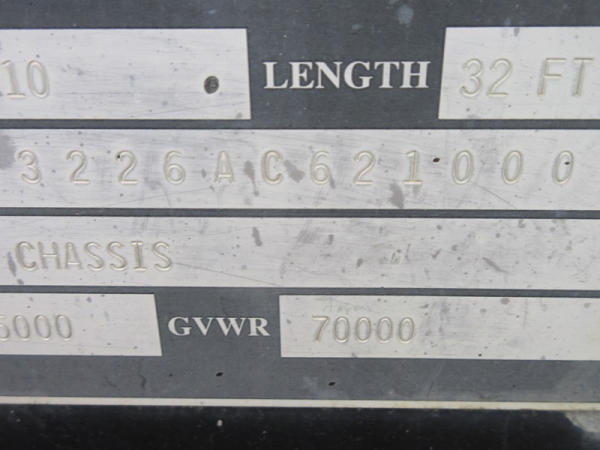 10 LENGTH 32 FT
3226AC621000
CHASSIS
5000 GVWR 70000